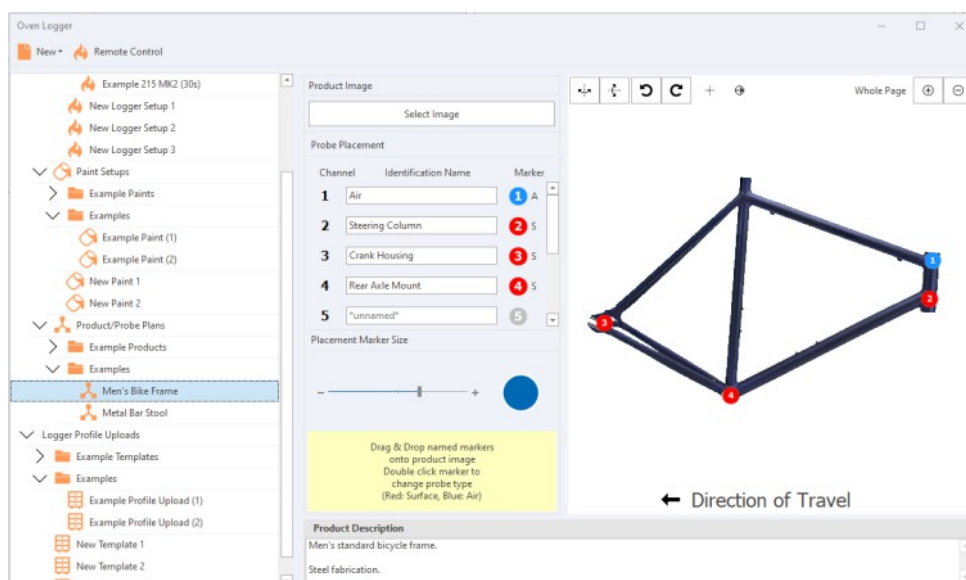 Oven Logger
New
Remote Control
Example 215 MK2 (30s)
New Logger Setup 1
New Logger Setup 2
New Logger Setup 3
Paint Setups
Example Paints
Examples
Example Paint (1)
Example Paint (2)
New Paint 1
New Paint 2
Product/Probe Plans
Example Products
Examples
Men's Bike Frame
Metal Bar Stool
Logger Profile Uploads
Example Templates
Examples
Example Profile Upload (1)
Example Profile Upload (2)
New Template 1
New Template 2
Product Image
Select Image
Probe Placement
Channel Identification Name Marker
1 Air 1 A
2 Steering Column 2 S
3 Crank Housing 3 S
4 Rear Axle Mount 4 S
5 *unnamed* 5
Placement Marker Size
Drag & Drop named markers
onto product image
Double click marker to
change probe type
(Red: Surface, Blue: Air)
Whole Page
1
2
3
4
Direction of Travel
Product Description
Men's standard bicycle frame.
Steel fabrication.